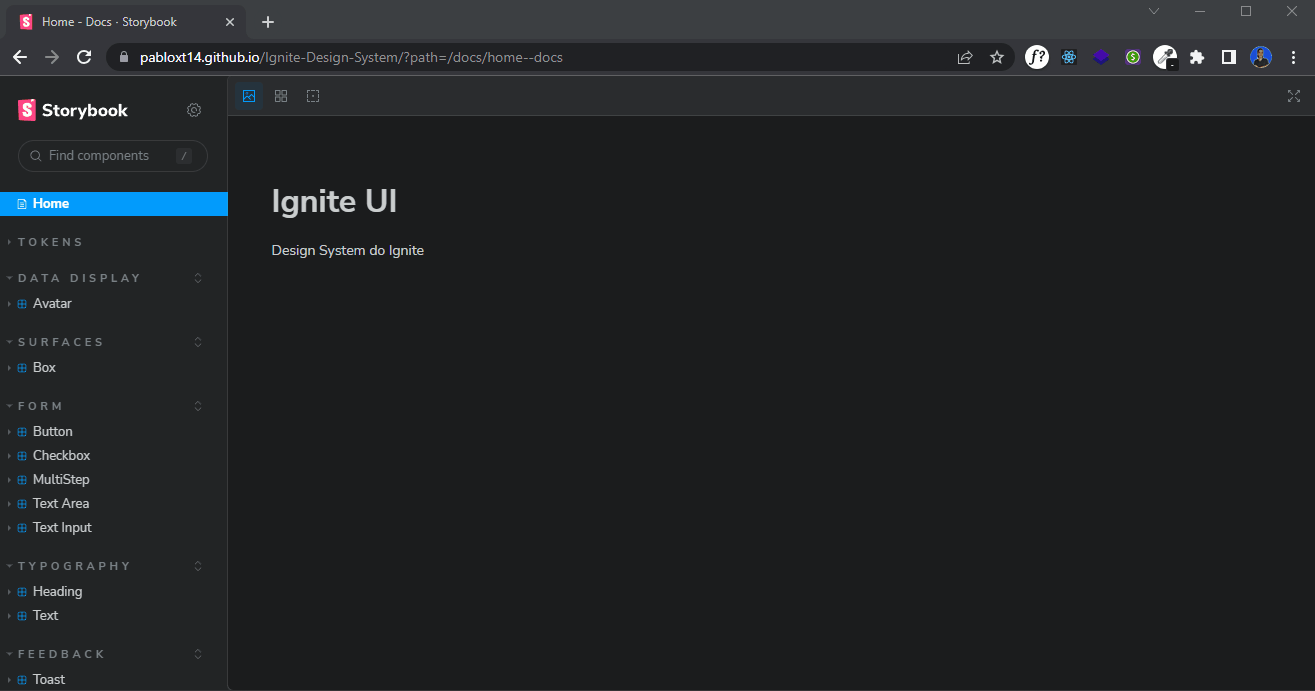 Home - Docs · Storybook
pabloxt14.github.io/Ignite-Design-System/?path=/docs/home--docs
f?
Storybook
Find components /
Home
TOKENS
DATA DISPLAY
Avatar
SURFACES
Box
FORM
Button
Checkbox
MultiStep
Text Area
Text Input
TYPOGRAPHY
Heading
Text
FEEDBACK
Toast
Ignite UI
Design System do Ignite